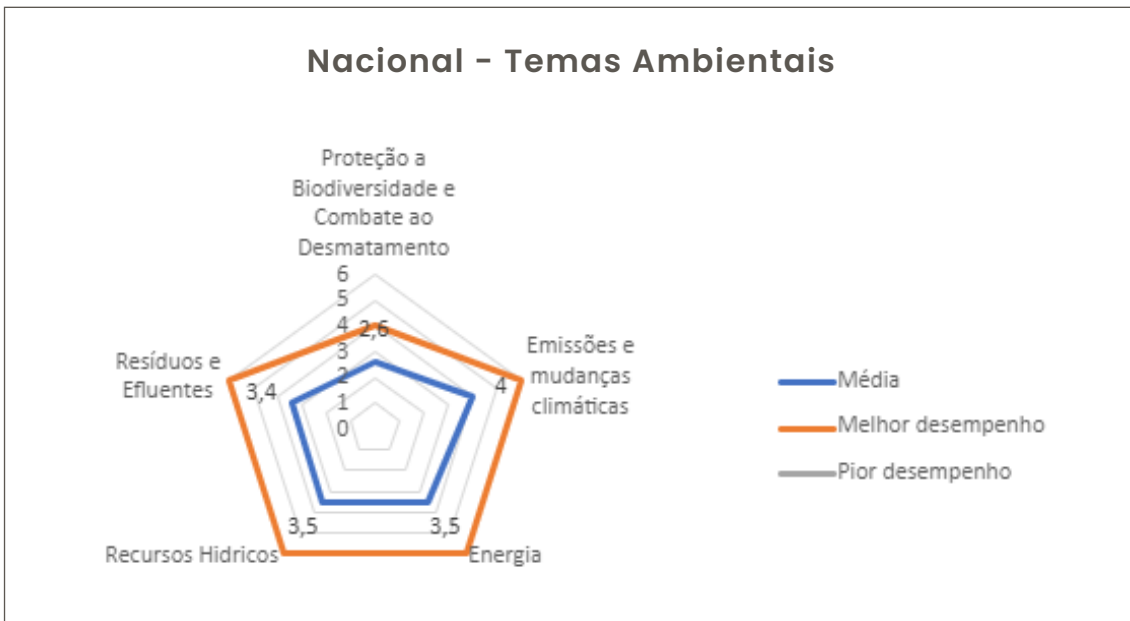 Nacional - Temas Ambientais
Proteção a
Biodiversidade e
Combate ao
Desmatamento
6
5
4
3
2
1
0
2,6
Emissões e
mudanças
climáticas
4
Energia
3,5
Recursos Hidricos
3,5
Resíduos e
Efluentes
3,4
Média
Melhor desempenho
Pior desempenho